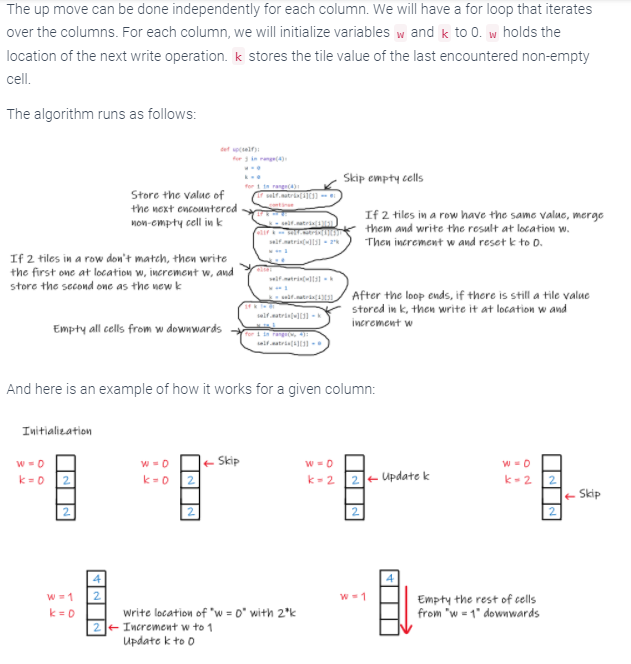 The up move can be done independently for each column. We will have a for loop that iterates
over the columns. For each column, we will initialize variables w and k to 0. w holds the
location of the next write operation. k stores the tile value of the last encountered non-empty
cell.
The algorithm runs as follows:
def up(self):
for j in range(4):
w = 0
k = 0
for i in range(4):
if self.matrix[i][j] == 0:
continue
if k == 0:
k = self.matrix[i][j]
elif k == self.matrix[i][j]:
self.matrix[w][j] = 2*k
w += 1
k = 0
else:
self.matrix[w][j] = k
w += 1
k = self.matrix[i][j]
if k != 0:
self.matrix[w][j] = k
w += 1
for i in range(w, 4):
self.matrix[i][j] = 0
Skip empty cells
Store the value of
the next encountered
non-empty cell in k
If 2 tiles in a row have the same value, merge
them and write the result at location w.
Then increment w and reset k to 0.
If 2 tiles in a row don't match, then write
the first one at location w, increment w, and
store the second one as the new k
After the loop ends, if there is still a tile value
stored in k, then write it at location w and
increment w
Empty all cells from w downwards
And here is an example of how it works for a given column:
Initialization
w = 0
k = 0
2
2
w = 0
k = 0
2
2
Skip
w = 0
k = 2
2
2
Update k
w = 0
k = 2
2
2
Skip
w = 1
k = 0
4
2
2
Write location of "w = 0" with 2*k
Increment w to 1
Update k to 0
w = 1
4
Empty the rest of cells
from "w = 1" downwards